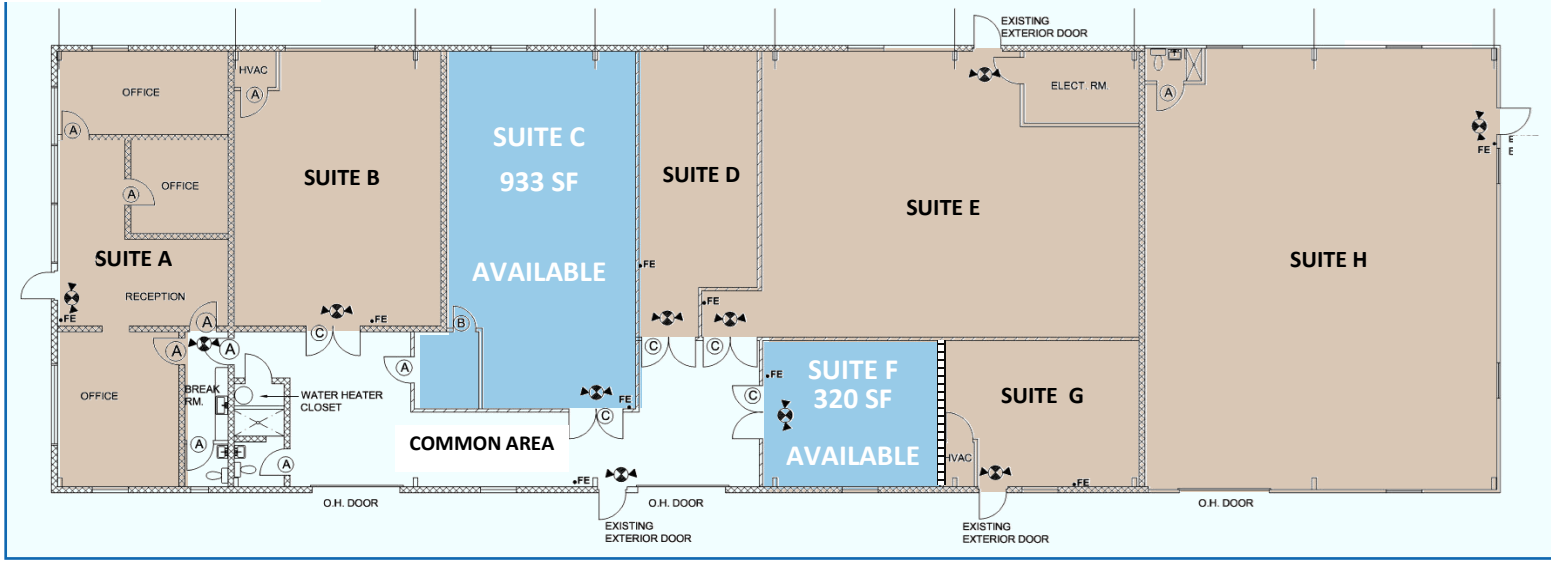 EXISTING
EXTERIOR DOOR
HVAC
A
OFFICE
A
ELECT. RM.
A
SUITE C
933 SF
AVAILABLE
A
OFFICE
A
SUITE B
SUITE D
SUITE E
FE
E
E
SUITE A
RECEPTION
FE
FE
A
FE
C
B
FE
SUITE H
C
C
A
A
A
OFFICE
BREAK
RM.
WATER HEATER
CLOSET
A
A
COMMON AREA
FE
C
FE
C
SUITE F
320 SF
AVAILABLE
SUITE G
HVAC
FE
FE
O.H. DOOR
EXISTING
EXTERIOR DOOR
O.H. DOOR
EXISTING
EXTERIOR DOOR
O.H. DOOR